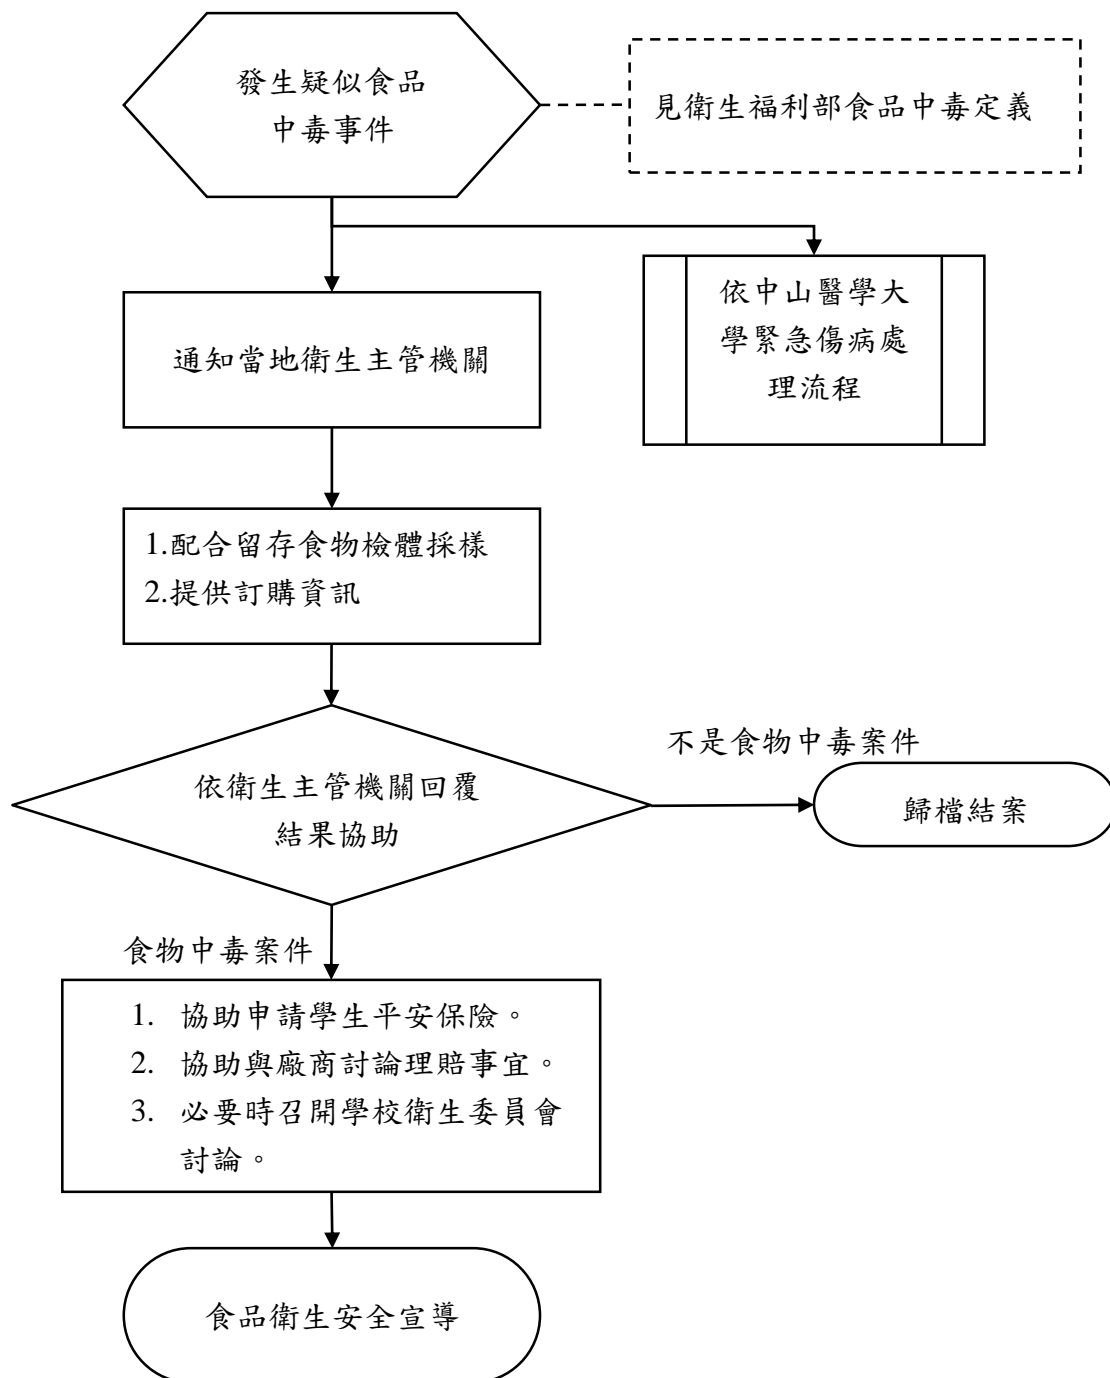 發生疑似食品
中毒事件
見衛生福利部食品中毒定義
依中山醫學大
學緊急傷病處
理流程
通知當地衛生主管機關
1.配合留存食物檢體採樣
2.提供訂購資訊
不是食物中毒案件
依衛生主管機關回覆
結果協助
歸檔結案
食物中毒案件
1. 協助申請學生平安保險。
2. 協助與廠商討論理賠事宜。
3. 必要時召開學校衛生委員會
討論。
食品衛生安全宣導